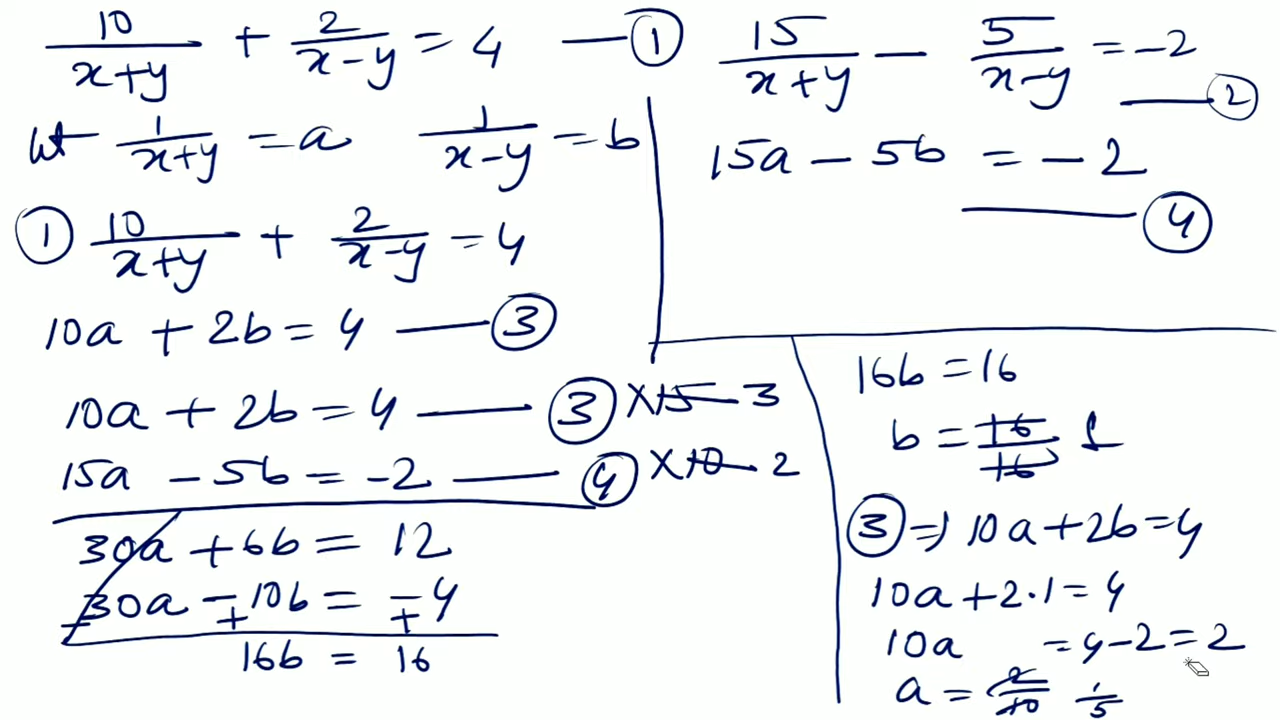 10/(x+y) + 2/(x-y) = 4 — ①
let 1/(x+y) = a 1/(x-y) = b
① 10/(x+y) + 2/(x-y) = 4
10a + 2b = 4 — ③
10a + 2b = 4 — ③ ×15 3
15a - 5b = -2 — ④ ×10 2
30a + 6b = 12
30a - 10b = -4
- + +
16b = 16
15/(x+y) - 5/(x-y) = -2
— ②
15a - 5b = -2
— ④
16b = 16
b = 16/16 1
③ ⇒ 10a + 2b = 4
10a + 2·1 = 4
10a = 4-2 = 2
a = 2/10 1/5